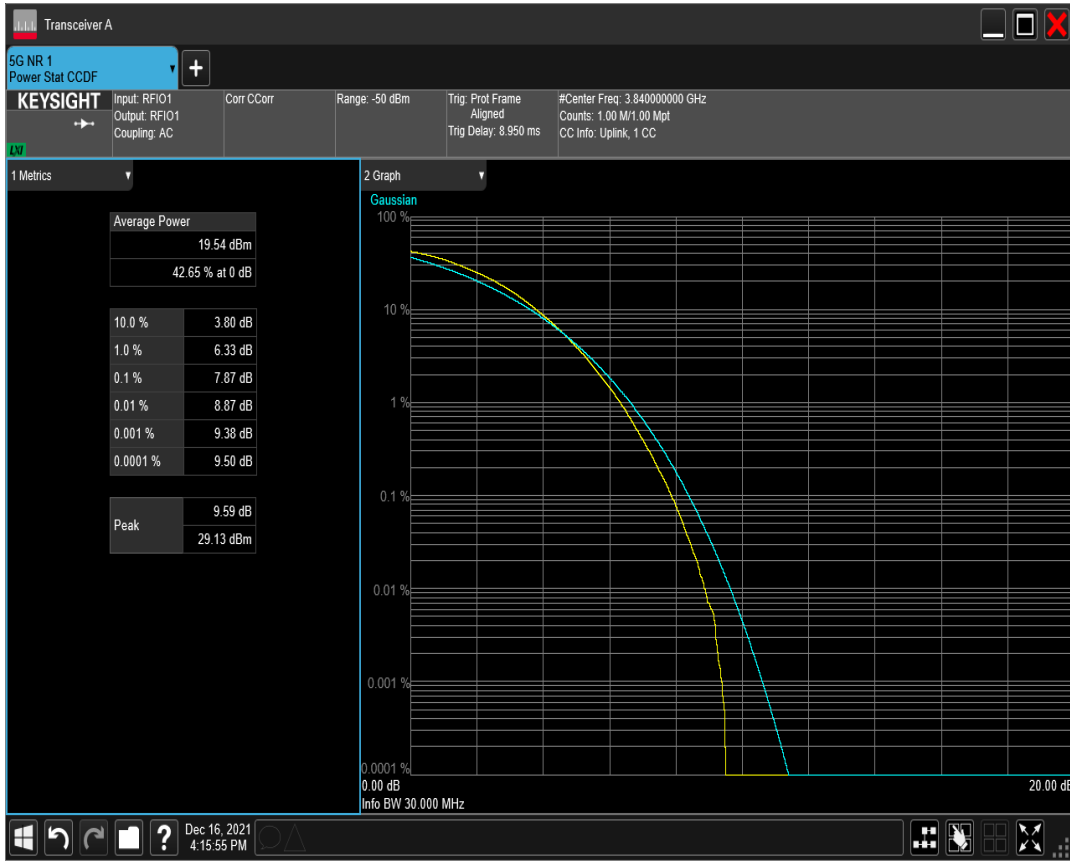 Transceiver A
5G NR 1
Power Stat CCDF
KEYSIGHT
LXI
Input: RFIO1
Output: RFIO1
Coupling: AC
Corr CCorr
Range: -50 dBm
Trig: Prot Frame
Aligned
Trig Delay: 8.950 ms
#Center Freq: 3.840000000 GHz
Counts: 1.00 M/1.00 Mpt
CC Info: Uplink, 1 CC
1 Metrics
Average Power
19.54 dBm
42.65 % at 0 dB
10.0 % 3.80 dB
1.0 % 6.33 dB
0.1 % 7.87 dB
0.01 % 8.87 dB
0.001 % 9.38 dB
0.0001 % 9.50 dB
Peak
9.59 dB
29.13 dBm
2 Graph
Gaussian
100 %
10 %
1 %
0.1 %
0.01 %
0.001 %
0.0001 %
0.00 dB 20.00 dB
Info BW 30.000 MHz
?
Dec 16, 2021
4:15:55 PM